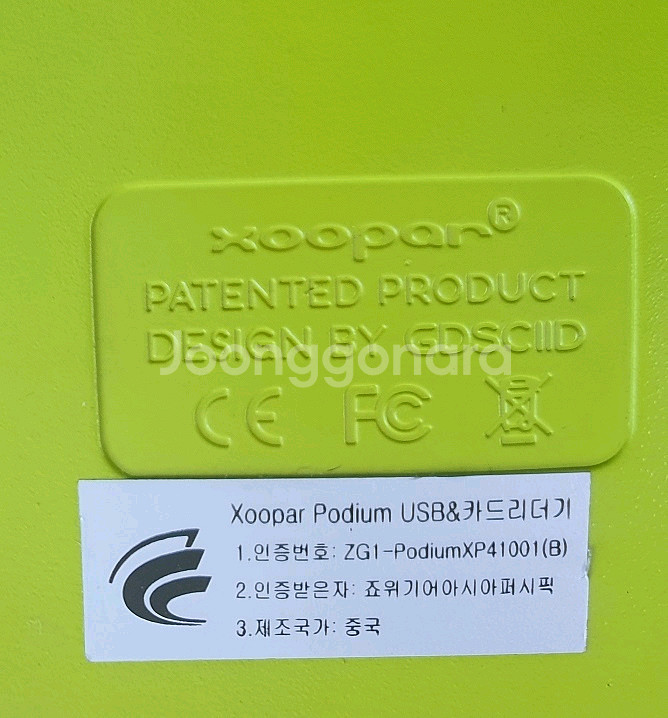 xoopar®
PATENTED PRODUCT
DESIGN BY GDSCIIID
Joonggonara
CE FC
Xoopar Podium USB&카드리더기
1.인증번호: ZG1-PodiumXP41001(B)
2.인증받은자: 죠위기어아시아퍼시픽
3.제조국가: 중국